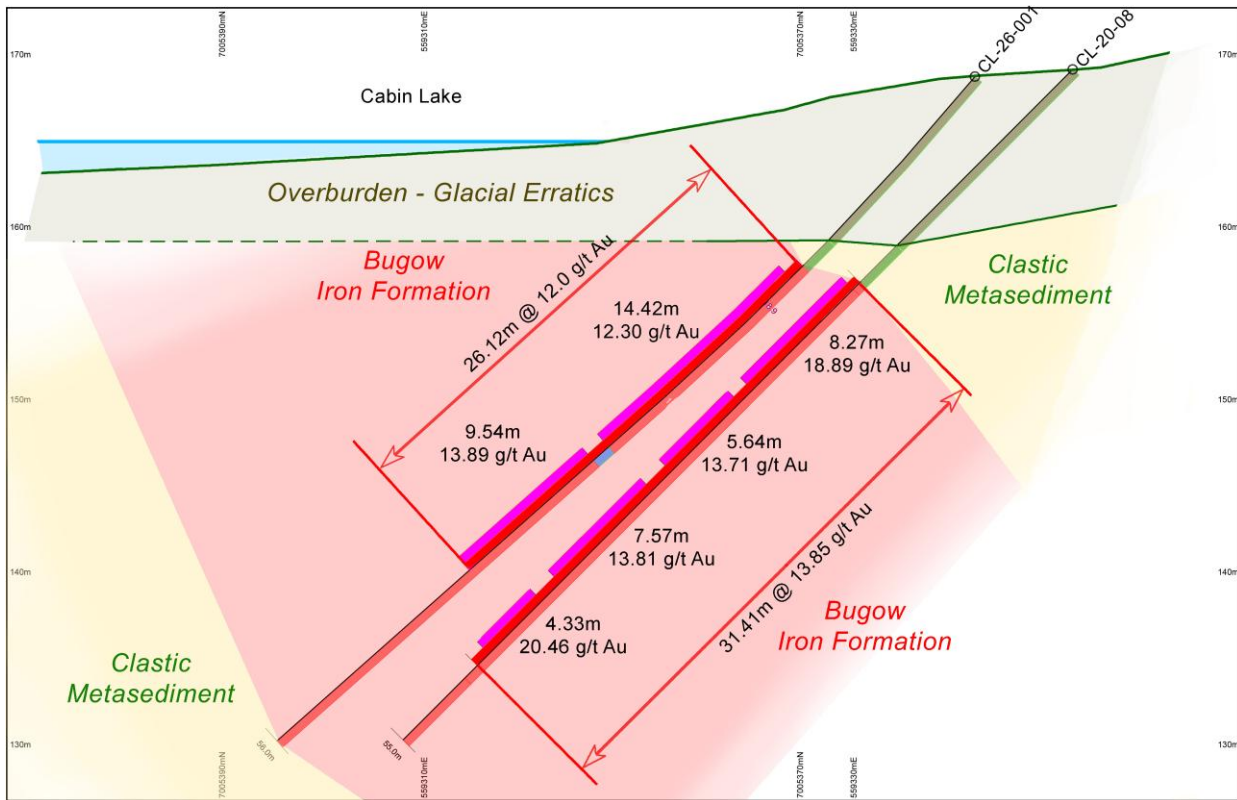 7005390mN
559310mE
7005370mN
559330mE
CL-26-001
CL-20-08
170m
170m
Cabin Lake
Overburden - Glacial Erratics
160m
160m
Bugow
Iron Formation
26.12m @ 12.0 g/t Au
Clastic
Metasediment
14.42m
12.30 g/t Au
8.27m
18.89 g/t Au
150m
150m
9.54m
13.89 g/t Au
5.64m
13.71 g/t Au
7.57m
13.81 g/t Au
31.41m @ 13.85 g/t Au
140m
140m
4.33m
20.46 g/t Au
Bugow
Iron Formation
Clastic
Metasediment
130m
56.0m
55.0m
130m
7005390mN
559310mE
7005370mN
559330mE